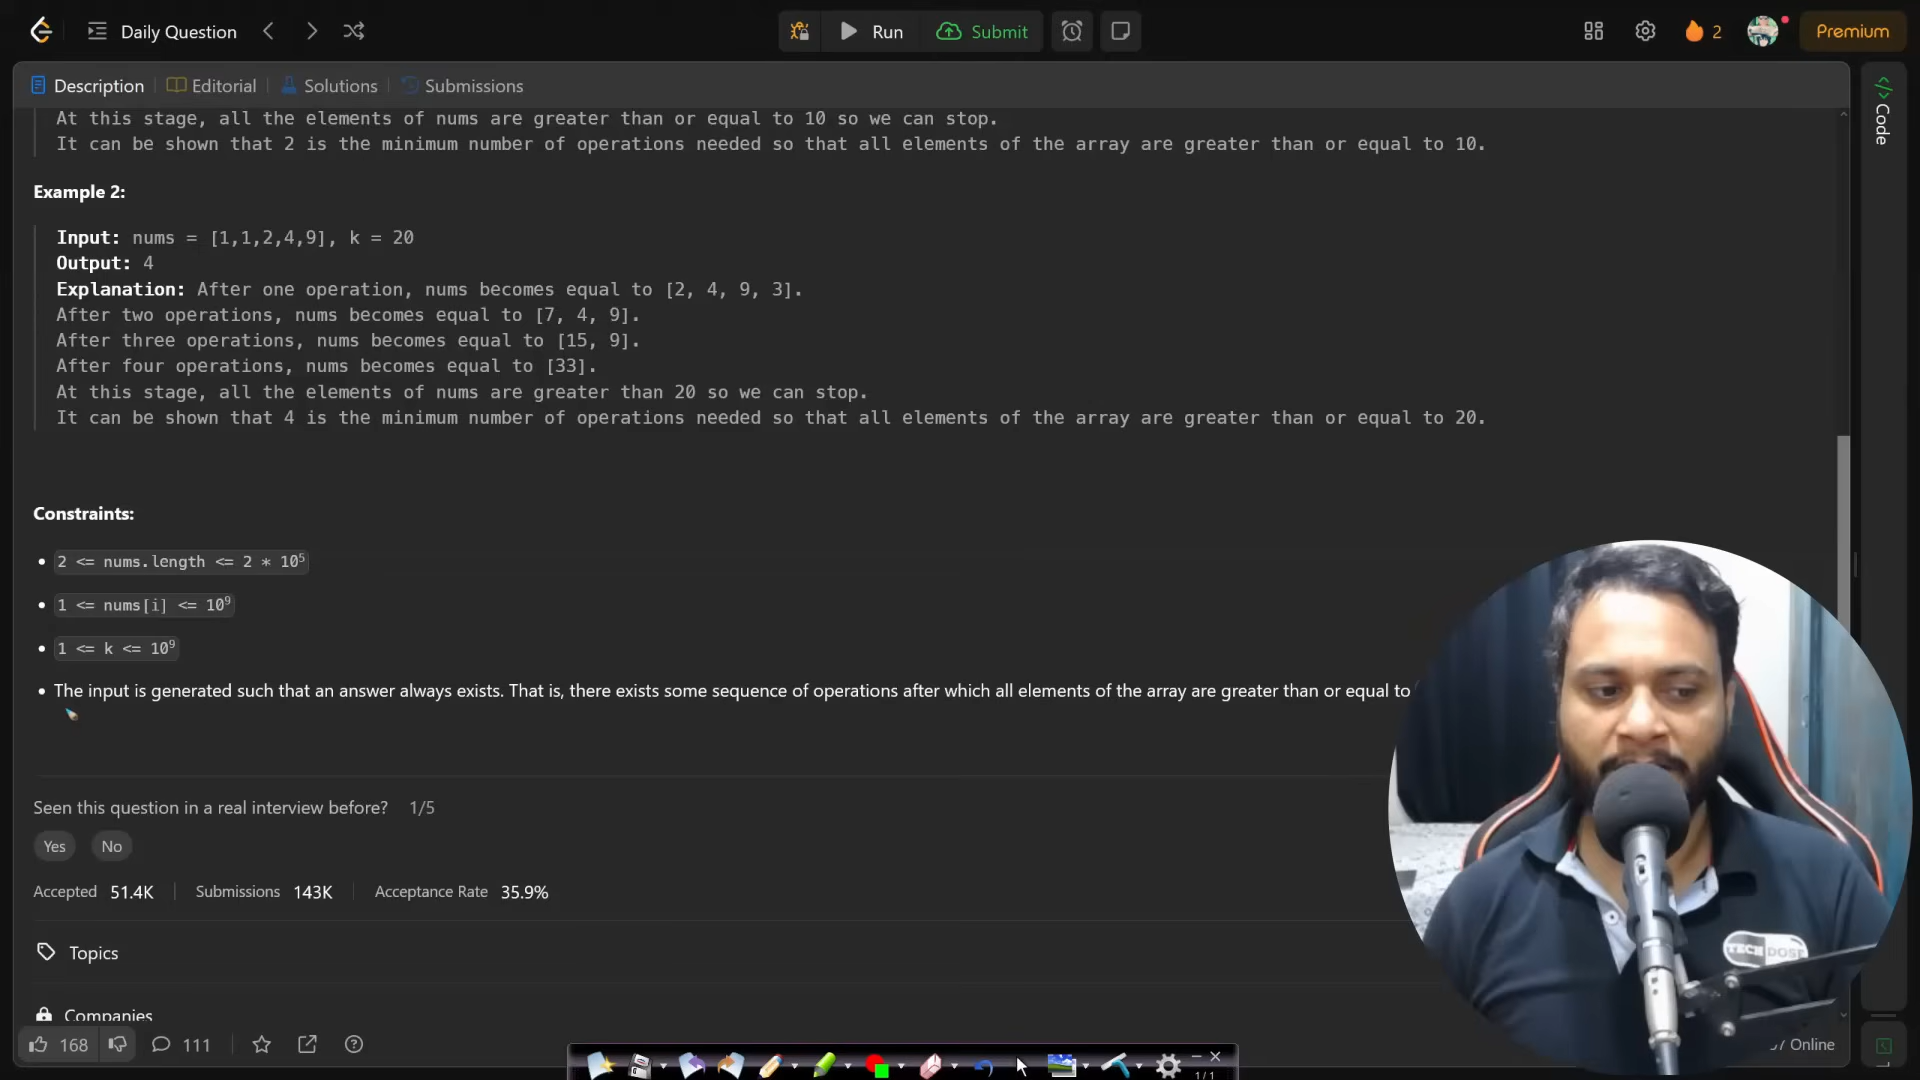 Daily Question
Run
Submit
2
Premium
Description
Editorial
Solutions
Submissions
Code
At this stage, all the elements of nums are greater than or equal to 10 so we can stop.
It can be shown that 2 is the minimum number of operations needed so that all elements of the array are greater than or equal to 10.
Example 2:
Input: nums = [1,1,2,4,9], k = 20
Output: 4
Explanation: After one operation, nums becomes equal to [2, 4, 9, 3].
After two operations, nums becomes equal to [7, 4, 9].
After three operations, nums becomes equal to [15, 9].
After four operations, nums becomes equal to [33].
At this stage, all the elements of nums are greater than 20 so we can stop.
It can be shown that 4 is the minimum number of operations needed so that all elements of the array are greater than or equal to 20.
Constraints:
2 <= nums.length <= 2 * 10⁵
1 <= nums[i] <= 10⁹
1 <= k <= 10⁹
The input is generated such that an answer always exists. That is, there exists some sequence of operations after which all elements of the array are greater than or equal to
Seen this question in a real interview before? 1/5
Yes
No
Accepted 51.4K
Submissions 143K
Acceptance Rate 35.9%
TECH DOSE
Topics
Companies
168
111
Online
1/1